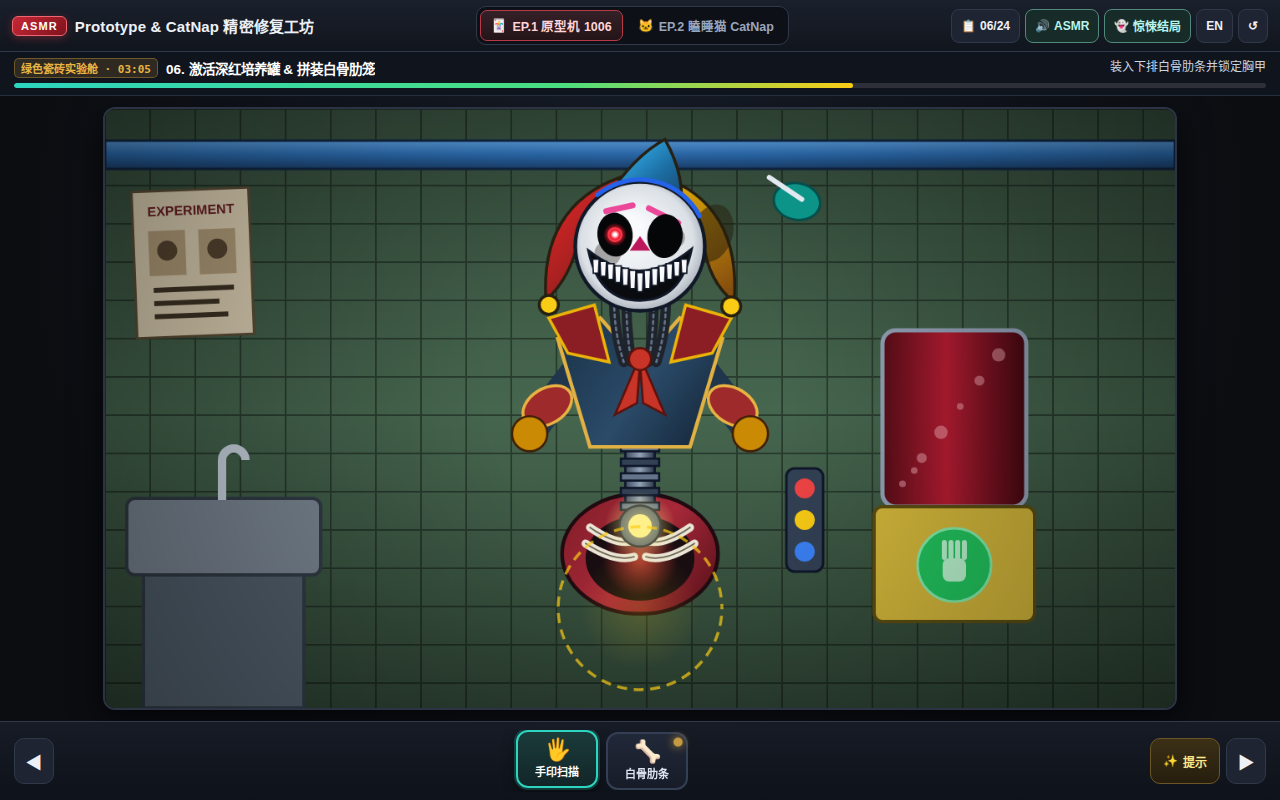 ASMR Prototype & CatNap 精密修复工坊
EP.1 原型机 1006
EP.2 瞌睡猫 CatNap
06/24
ASMR
惊悚结局
EN
绿色瓷砖实验舱 · 03:05
06. 激活深红培养罐 & 拼装白骨肋笼
装入下排白骨肋条并锁定胸甲
EXPERIMENT
手印扫描
白骨肋条
提示